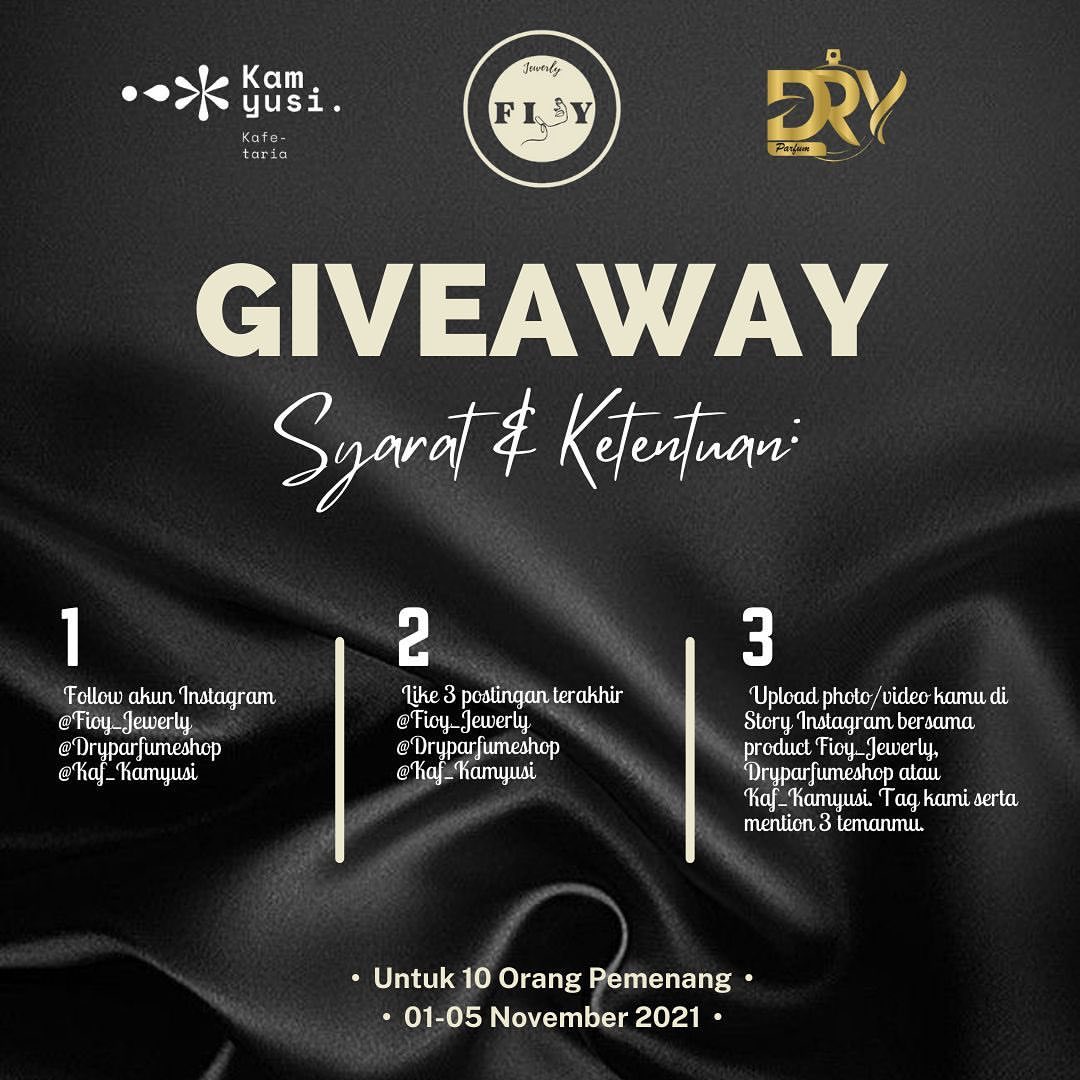 Kam
yusi.
Kafe-
taria
Jewerly
FIOY
DRY
Parfum
GIVEAWAY
Syarat & Ketentuan:
1
Follow akun Instagram
@Fioy_Jewerly
@Dryparfumeshop
@Kaf_Kamyusi
2
Like 3 postingan terakhir
@Fioy_Jewerly
@Dryparfumeshop
@Kaf_Kamyusi
3
Upload photo/video kamu di
Story Instagram bersama
product Fioy_Jewerly,
Dryparfumeshop atau
Kaf_Kamyusi. Tag kami serta
mention 3 temanmu.
• Untuk 10 Orang Pemenang •
• 01-05 November 2021 •